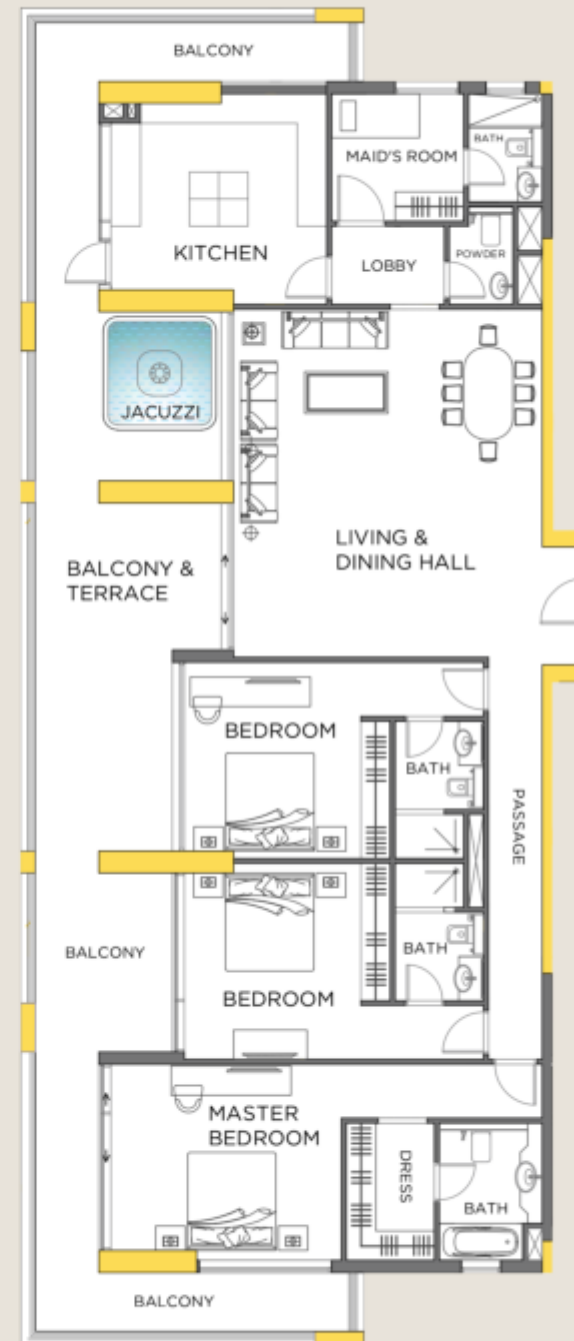 BALCONY
BATH
MAID'S ROOM
KITCHEN
POWDER
LOBBY
JACUZZI
LIVING &
DINING HALL
BALCONY &
TERRACE
BEDROOM
BATH
PASSAGE
BATH
BALCONY
BEDROOM
MASTER
BEDROOM
DRESS
BATH
BALCONY